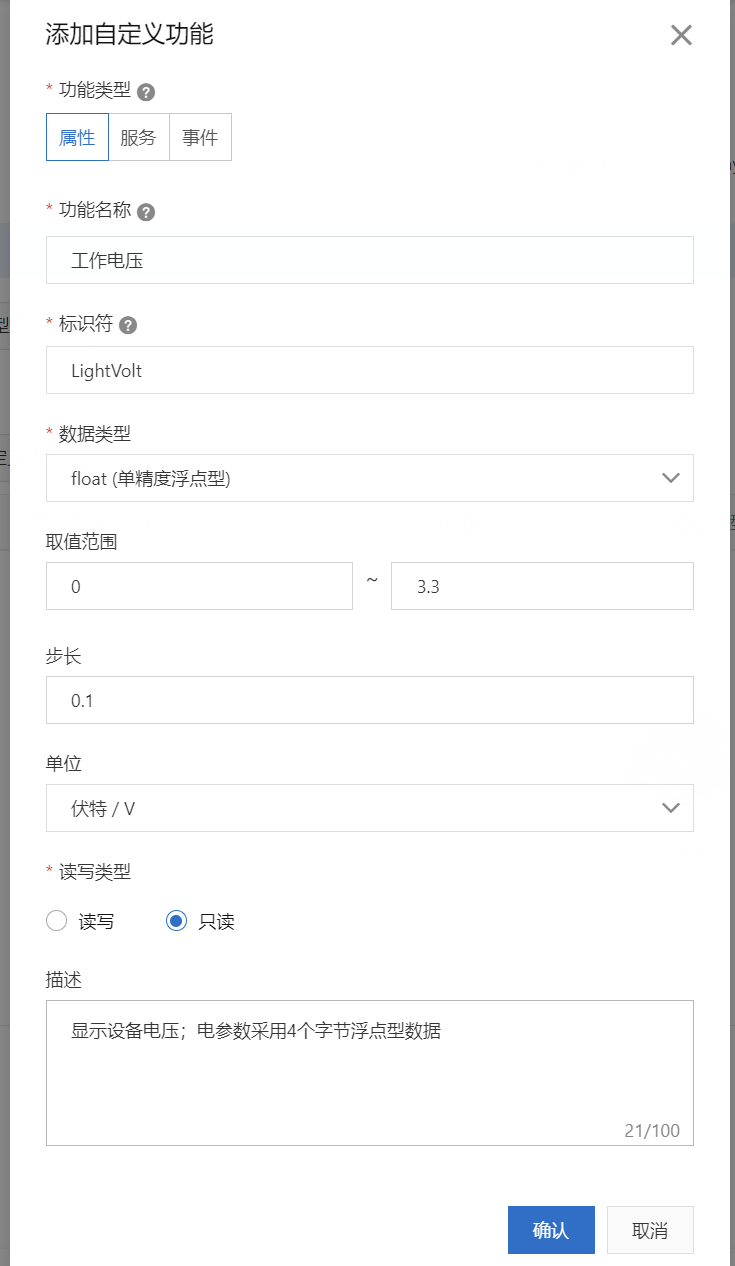 添加自定义功能
* 功能类型
属性 服务 事件
* 功能名称
工作电压
* 标识符
LightVolt
* 数据类型
float (单精度浮点型)
取值范围
0 ~ 3.3
步长
0.1
单位
伏特 / V
* 读写类型
读写 只读
描述
显示设备电压；电参数采用4个字节浮点型数据
21/100
确认 取消